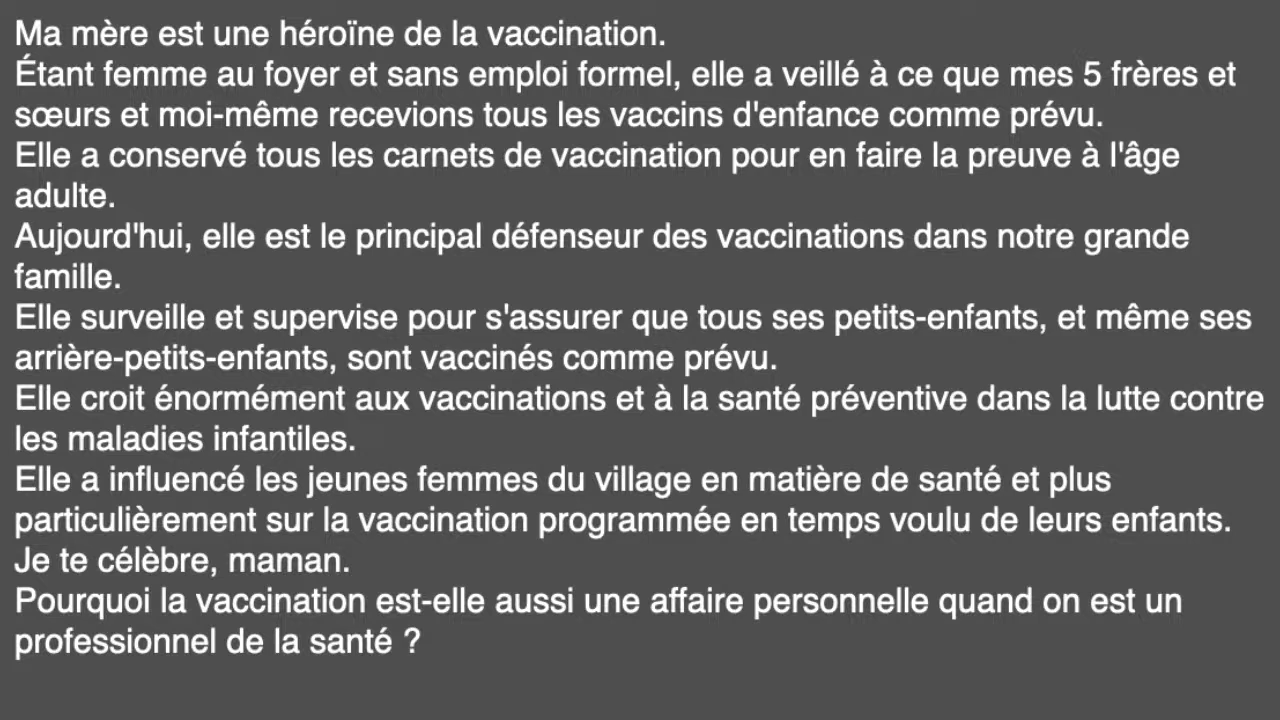 Ma mère est une héroïne de la vaccination.
Étant femme au foyer et sans emploi formel, elle a veillé à ce que mes 5 frères et
sœurs et moi-même recevions tous les vaccins d'enfance comme prévu.
Elle a conservé tous les carnets de vaccination pour en faire la preuve à l'âge
adulte.
Aujourd'hui, elle est le principal défenseur des vaccinations dans notre grande
famille.
Elle surveille et supervise pour s'assurer que tous ses petits-enfants, et même ses
arrière-petits-enfants, sont vaccinés comme prévu.
Elle croit énormément aux vaccinations et à la santé préventive dans la lutte contre
les maladies infantiles.
Elle a influencé les jeunes femmes du village en matière de santé et plus
particulièrement sur la vaccination programmée en temps voulu de leurs enfants.
Je te célèbre, maman.
Pourquoi la vaccination est-elle aussi une affaire personnelle quand on est un
professionnel de la santé ?